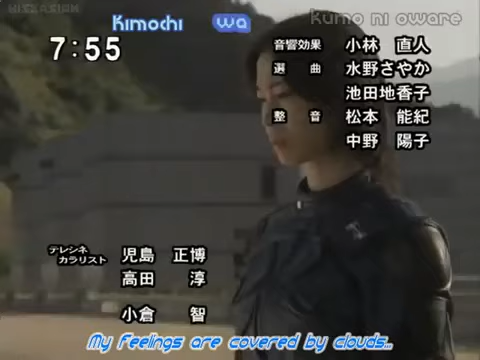 HISSATSUN
Kimochi wa kumo ni oware
7:55
音響効果 小林 直人
選曲 水野さやか
池田地香子
整音 松本 能紀
中野 陽子
テレシネ
カラリスト 児島 正博
高田 淳
小倉 智
My feelings are covered by clouds...